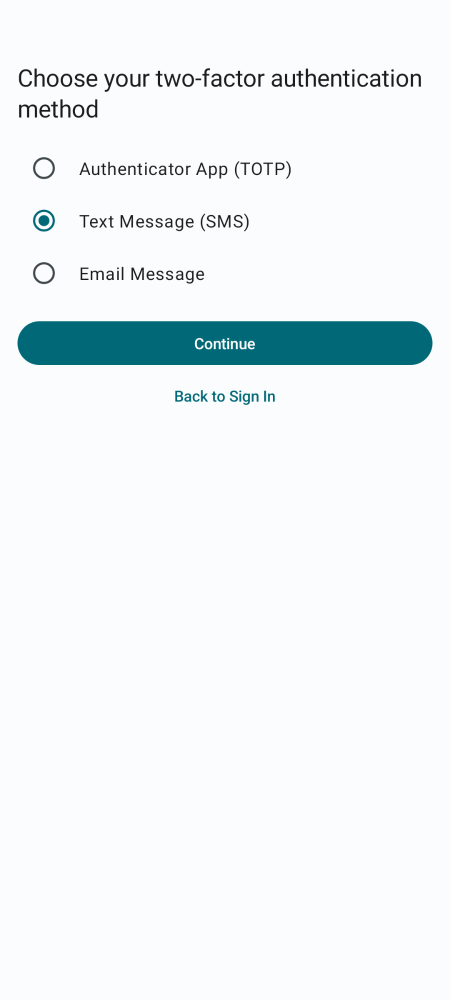 Choose your two-factor authentication
method
Authenticator App (TOTP)
Text Message (SMS)
Email Message
Continue
Back to Sign In